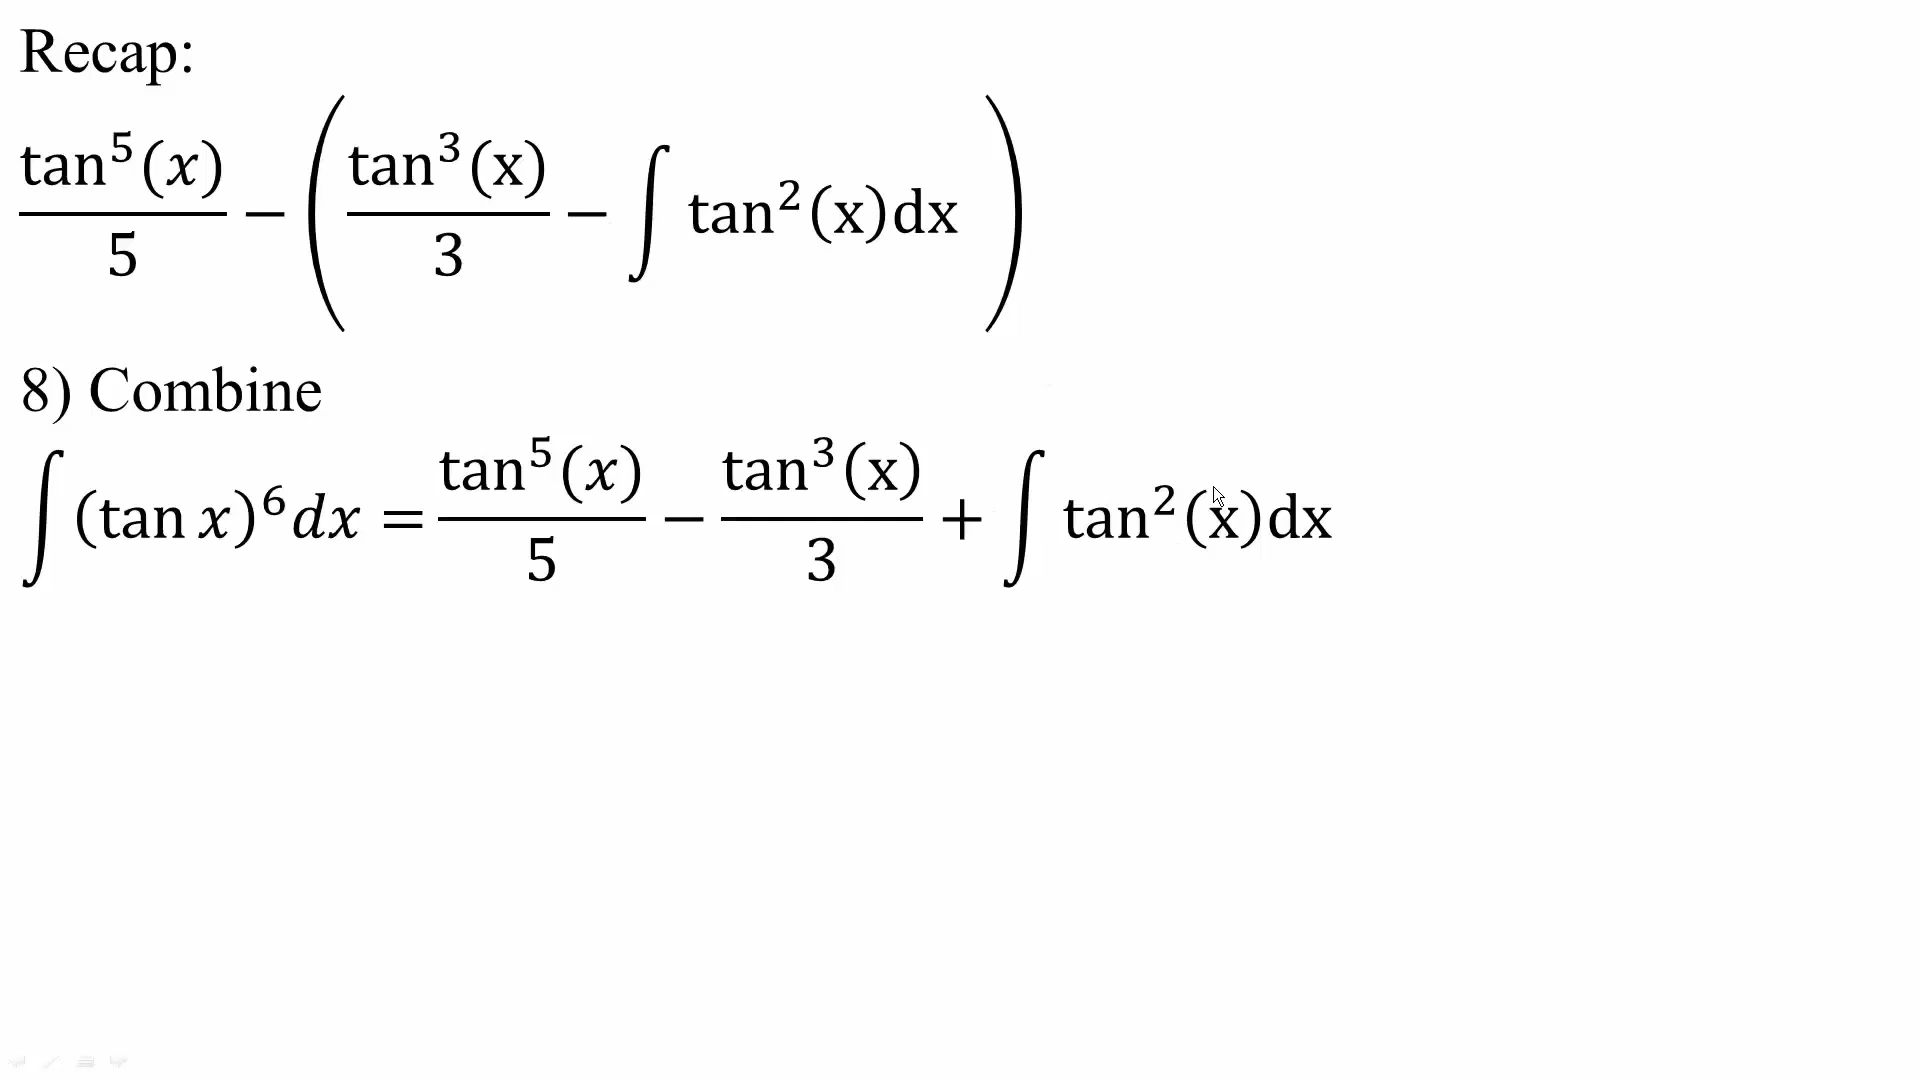 Recap:
tan⁵(x)/5 − (tan³(x)/3 − ∫ tan²(x)dx)
8) Combine
∫(tan x)⁶dx = tan⁵(x)/5 − tan³(x)/3 + ∫ tan²(x)dx